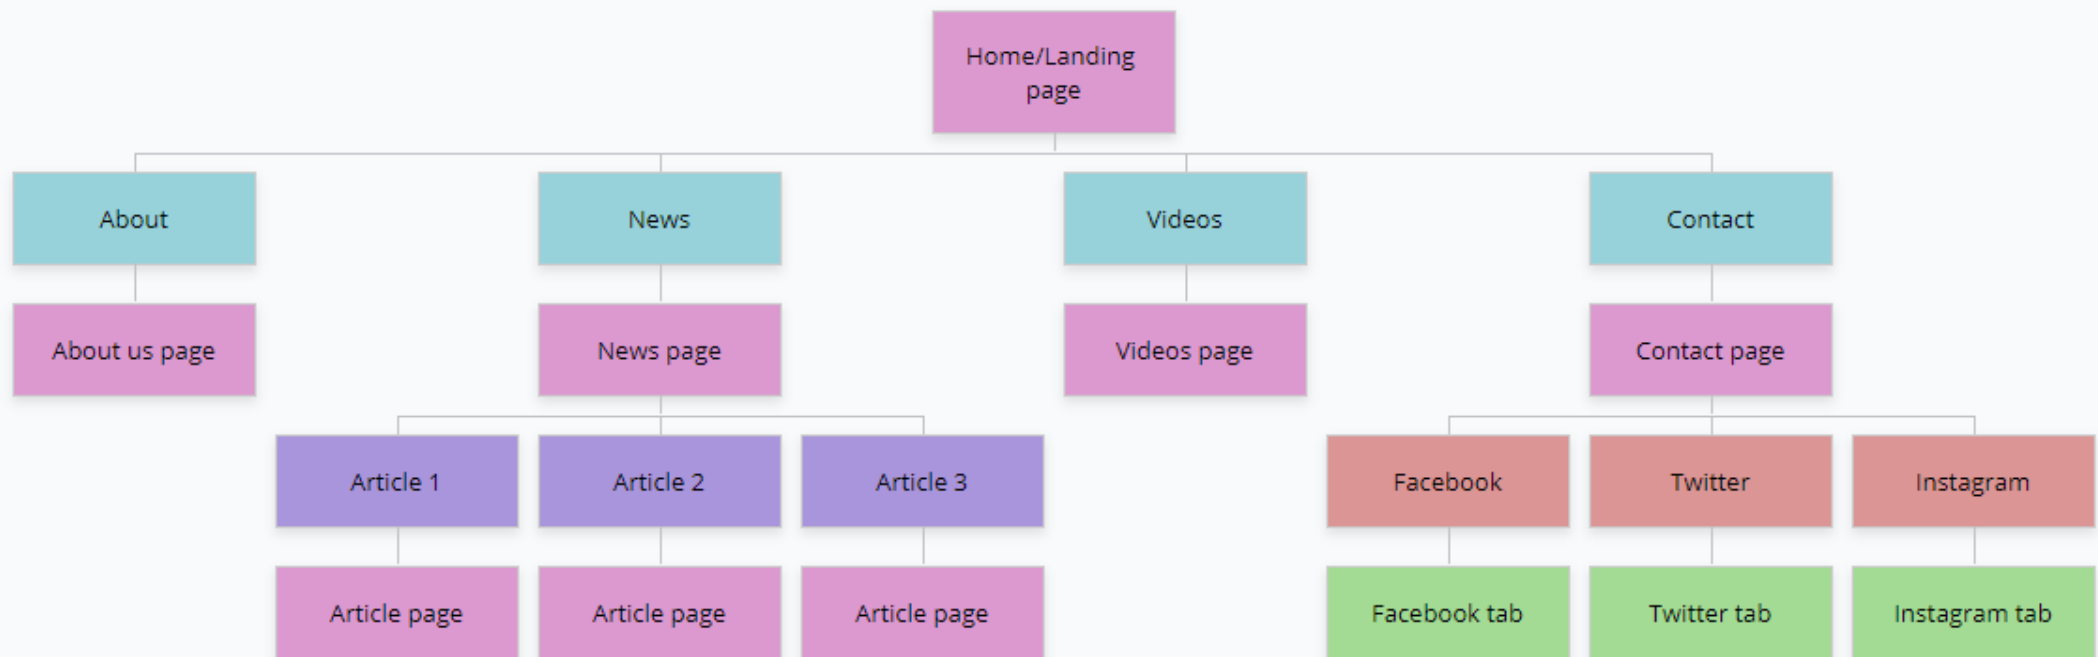 Home/Landing
page
About
News
Videos
Contact
About us page
News page
Videos page
Contact page
Article 1
Article 2
Article 3
Facebook
Twitter
Instagram
Article page
Article page
Article page
Facebook tab
Twitter tab
Instagram tab